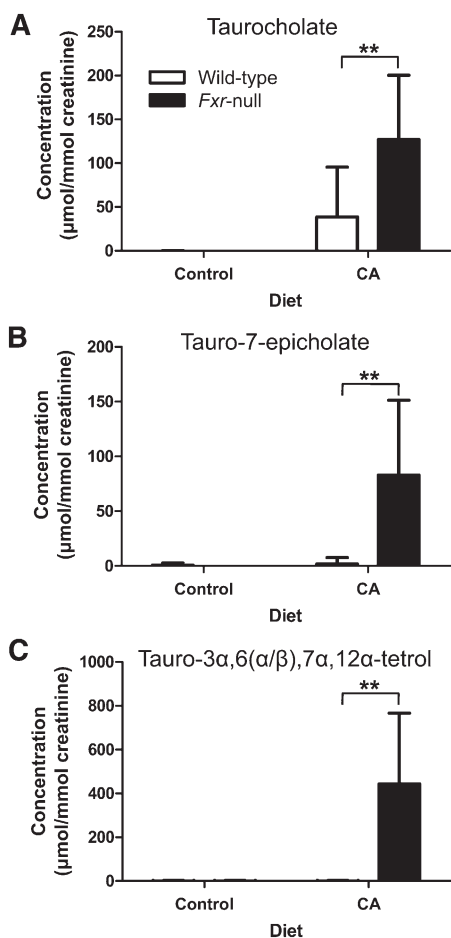 A
Taurocholate
Concentration
(μmol/mmol creatinine)
250
200
150
100
50
0
Wild-type
Fxr-null
**
Control
CA
Diet
B
Tauro-7-epicholate
Concentration
(μmol/mmol creatinine)
200
150
100
50
0
**
Control
CA
Diet
C
Tauro-3α,6(α/β),7α,12α-tetrol
Concentration
(μmol/mmol creatinine)
1000
800
600
400
200
0
**
Control
CA
Diet